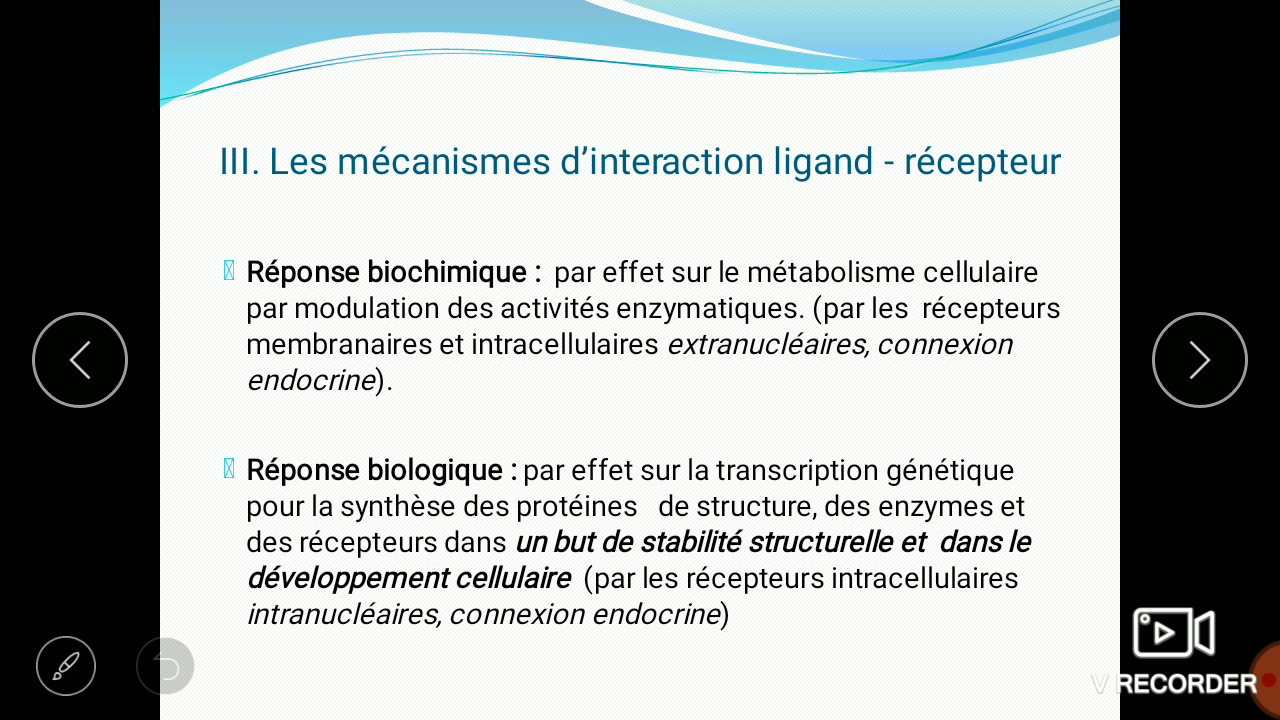 III. Les mécanismes d’interaction ligand - récepteur
Réponse biochimique : par effet sur le métabolisme cellulaire
par modulation des activités enzymatiques. (par les récepteurs
membranaires et intracellulaires extranucléaires, connexion
endocrine).
Réponse biologique : par effet sur la transcription génétique
pour la synthèse des protéines de structure, des enzymes et
des récepteurs dans un but de stabilité structurelle et dans le
développement cellulaire (par les récepteurs intracellulaires
intranucléaires, connexion endocrine)
V RECORDER